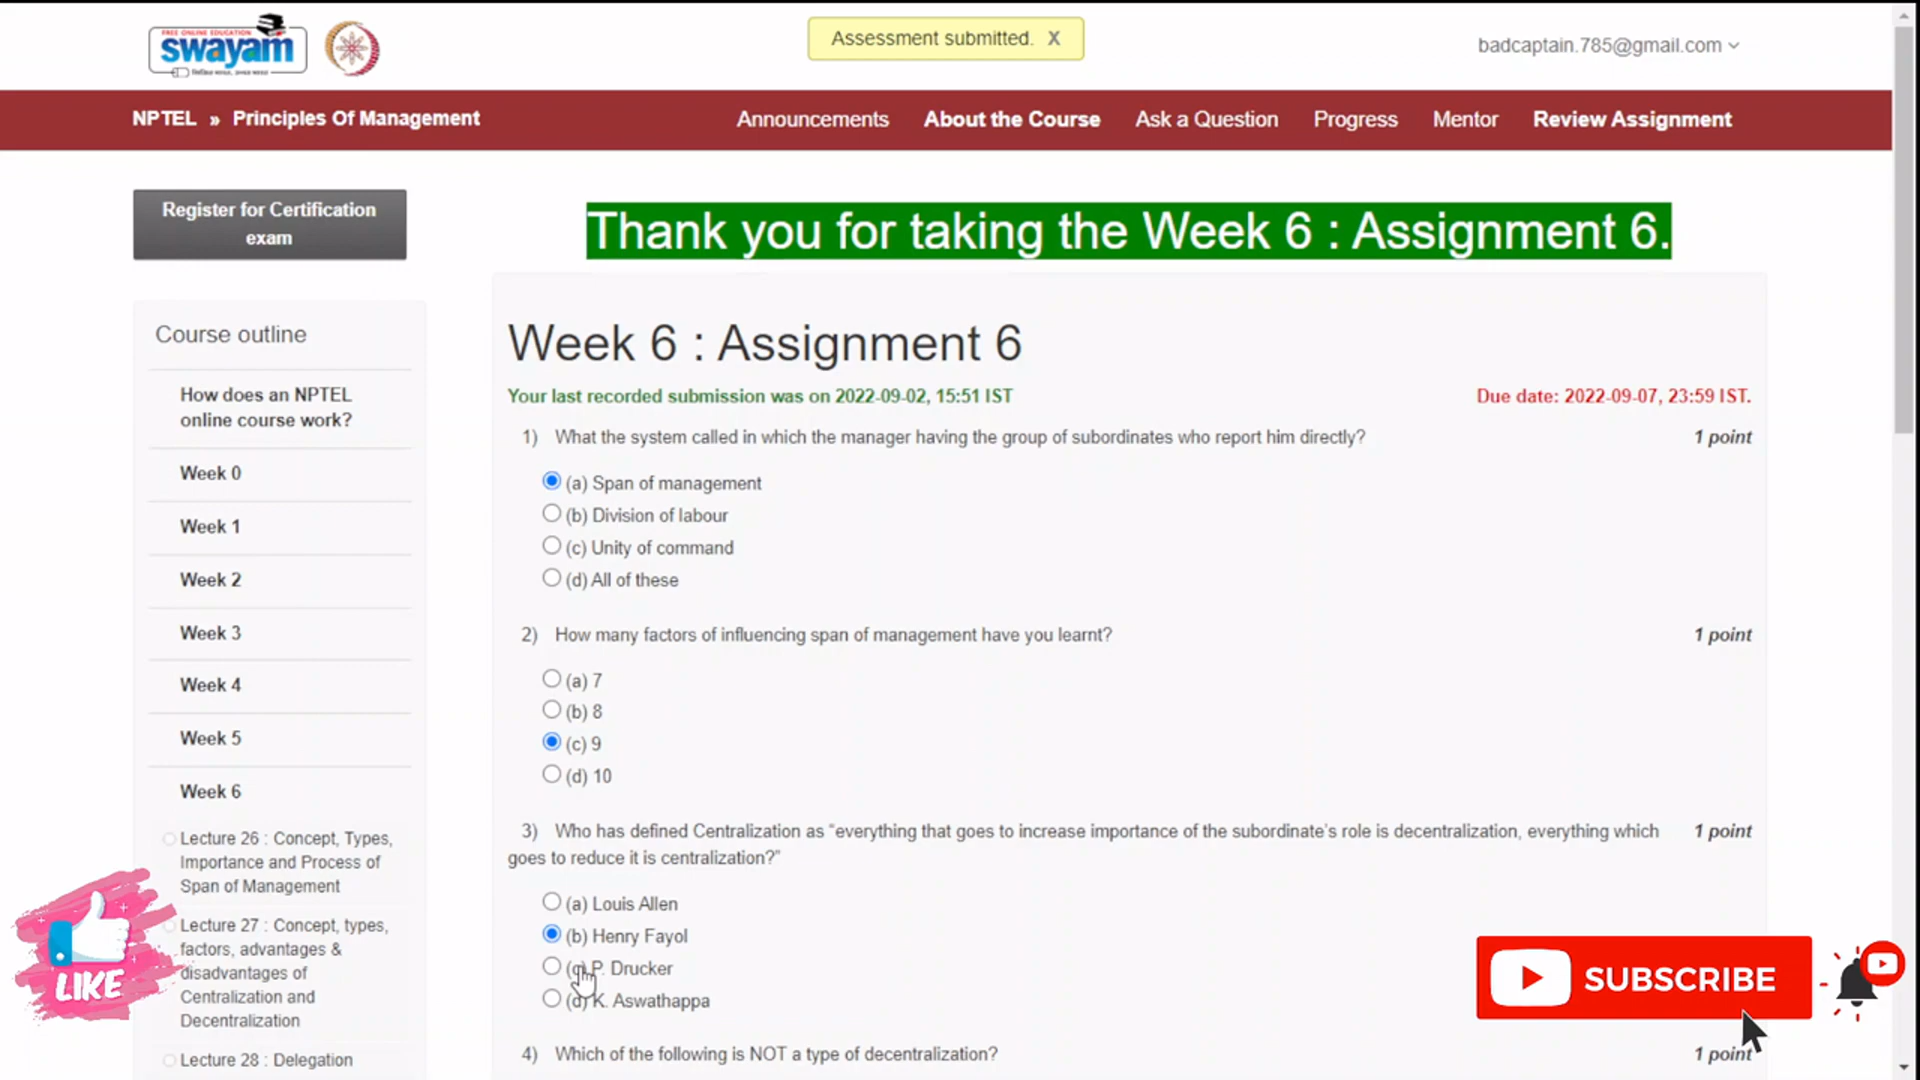 FREE ONLINE EDUCATION
swayam
Assessment submitted. X
badcaptain.785@gmail.com
NPTEL » Principles Of Management
Announcements About the Course Ask a Question Progress Mentor Review Assignment
Register for Certification
exam
Thank you for taking the Week 6 : Assignment 6.
Course outline
How does an NPTEL
online course work?
Week 0
Week 1
Week 2
Week 3
Week 4
Week 5
Week 6
Lecture 26 : Concept, Types,
Importance and Process of
Span of Management
Lecture 27 : Concept, types,
factors, advantages &
disadvantages of
Centralization and
Decentralization
Lecture 28 : Delegation
Week 6 : Assignment 6
Your last recorded submission was on 2022-09-02, 15:51 IST
Due date: 2022-09-07, 23:59 IST.
1) What the system called in which the manager having the group of subordinates who report him directly? 1 point
(a) Span of management
(b) Division of labour
(c) Unity of command
(d) All of these
2) How many factors of influencing span of management have you learnt? 1 point
(a) 7
(b) 8
(c) 9
(d) 10
3) Who has defined Centralization as “everything that goes to increase importance of the subordinate’s role is decentralization, everything which 1 point
goes to reduce it is centralization?”
(a) Louis Allen
(b) Henry Fayol
(c) P. Drucker
(d) K. Aswathappa
4) Which of the following is NOT a type of decentralization? 1 point
LIKE
SUBSCRIBE